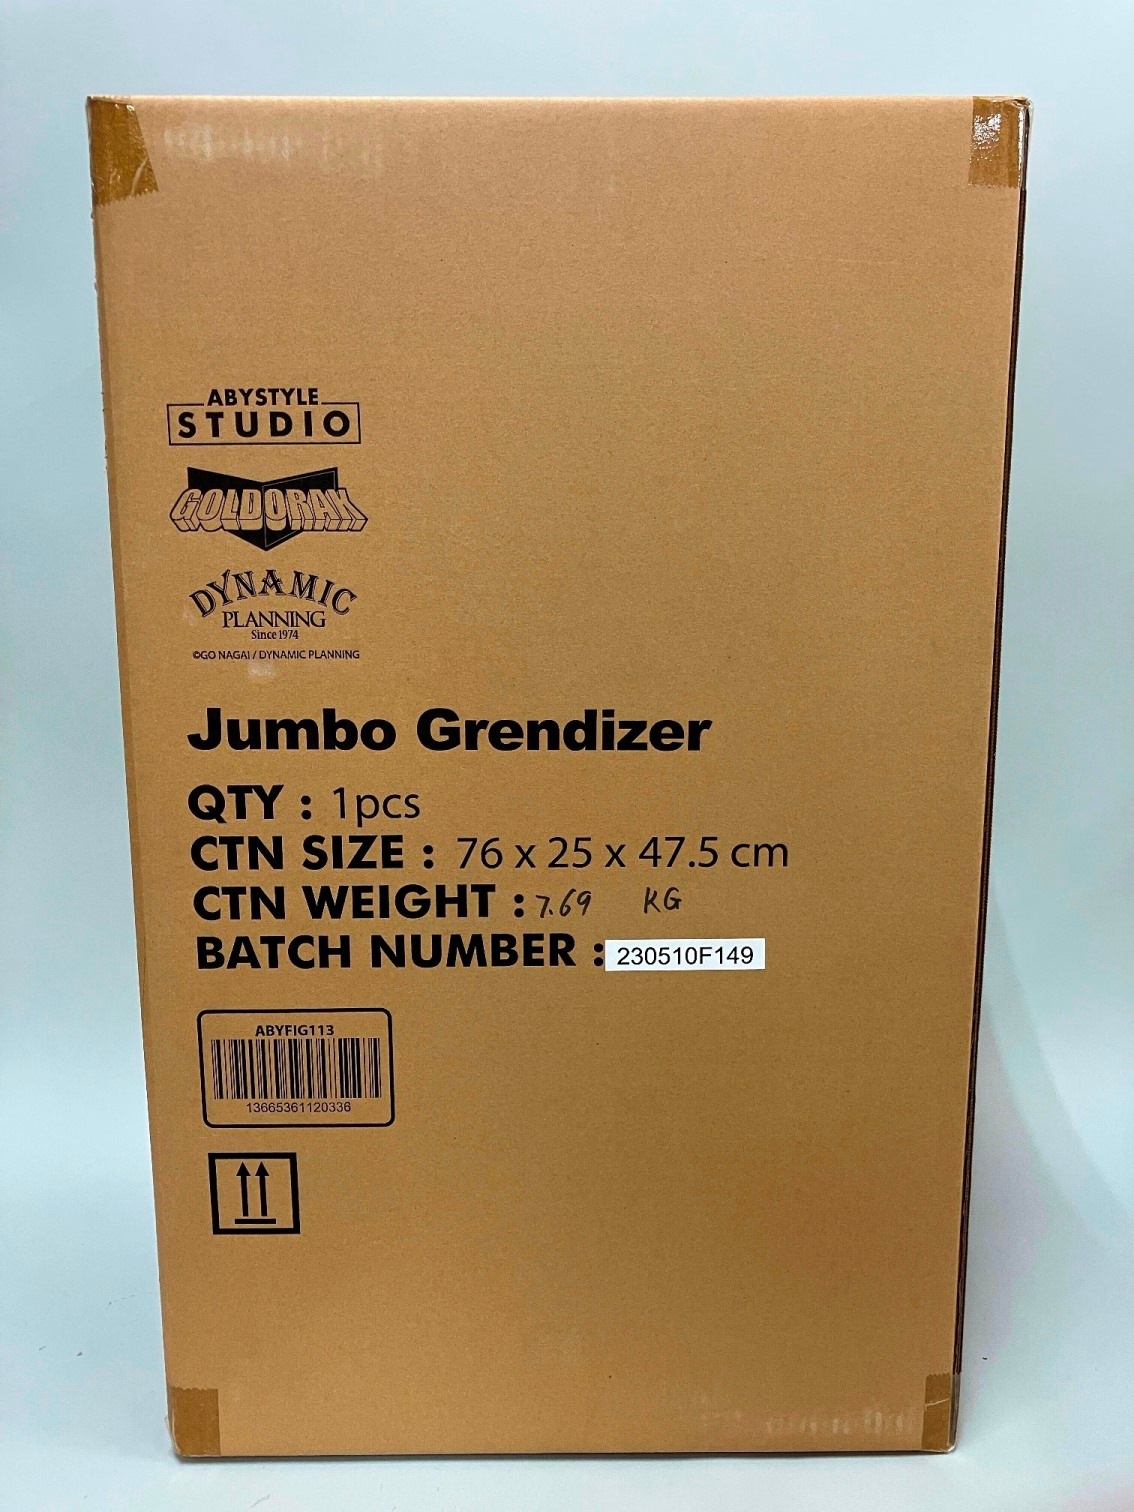 ABYSTYLE
STUDIO
GOLDORAK
DYNAMIC
PLANNING
Since 1974
©GO NAGAI / DYNAMIC PLANNING
Jumbo Grendizer
QTY : 1pcs
CTN SIZE : 76 x 25 x 47.5 cm
CTN WEIGHT : 7.69 KG
BATCH NUMBER : 230510F149
ABYFIG113
13665361120336